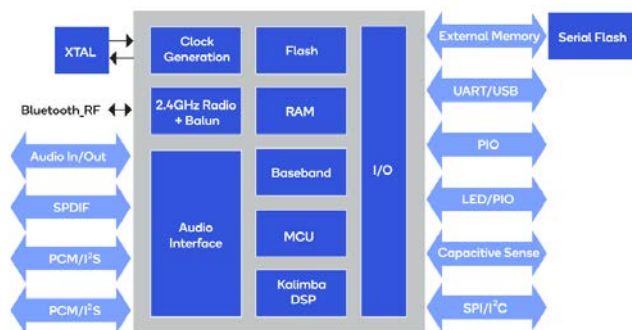 XTAL
Bluetooth_RF
Audio In/Out
SPDIF
PCM/I²S
PCM/I²S
Clock
Generation
2.4GHz Radio
+ Balun
Audio
Interface
Flash
RAM
Baseband
MCU
Kalimba
DSP
I/O
External Memory
UART/USB
PIO
LED/PIO
Capacitive Sense
SPI/I²C
Serial Flash